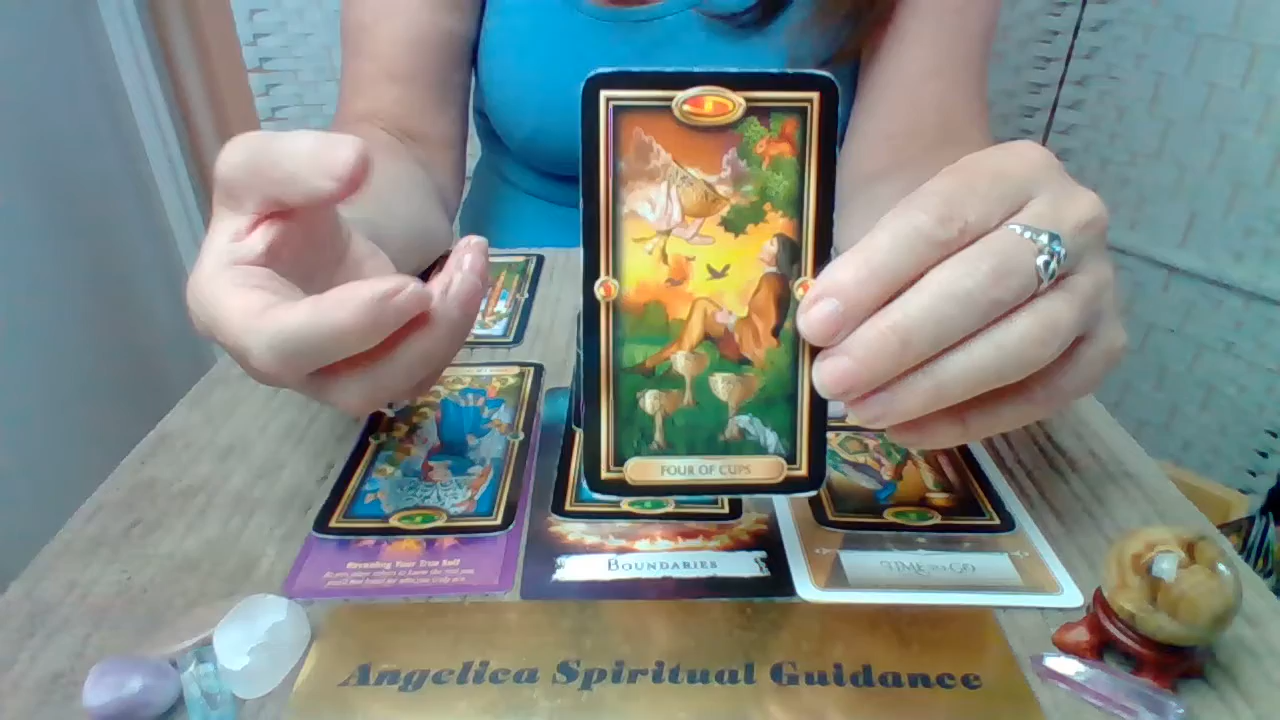 FOUR OF CUPS
Revealing Your True Self
BOUNDARIES
TIME TO GO
Angelica Spiritual Guidance